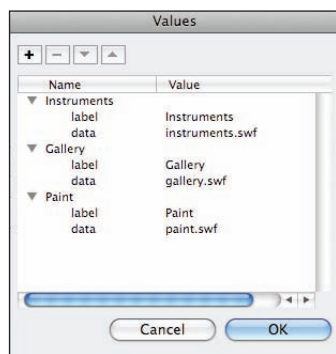 Values
Name Value
Instruments
label Instruments
data instruments.swf
Gallery
label Gallery
data gallery.swf
Paint
label Paint
data paint.swf
Cancel OK